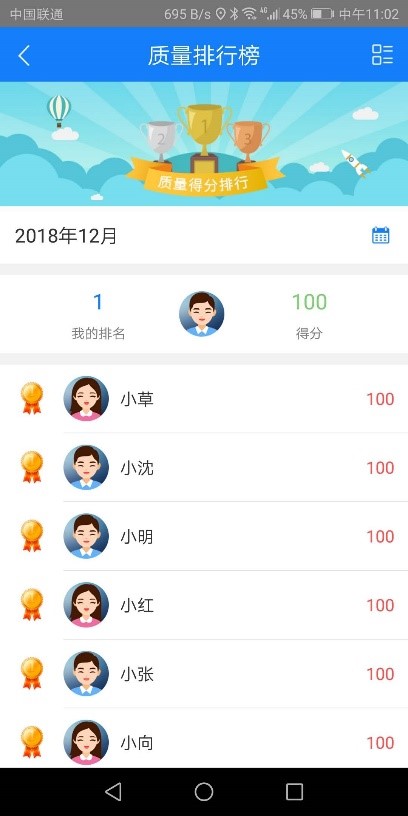 中国联通 695 B/s 4G 45% 中午11:02
质量排行榜
2 1 3
质量得分排行
2018年12月
1 100
我的排名 得分
小草 100
小沈 100
小明 100
小红 100
小张 100
小向 100